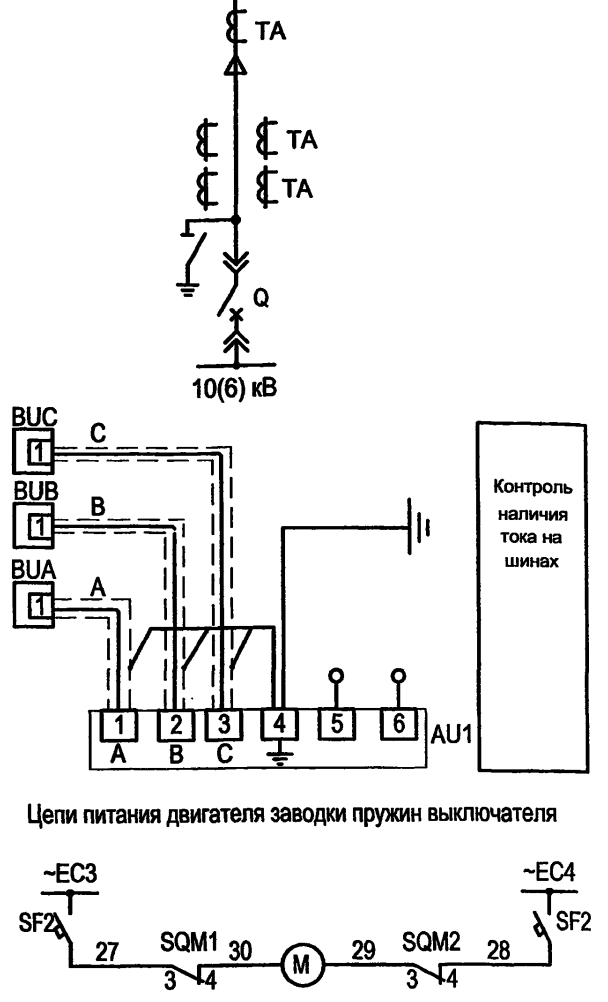 TA
TA
TA
Q
10(6) кВ
BUC
C
1
BUB
B
1
BUA
A
1
Контроль
наличия
тока на
шинах
1 2 3 4 5 6
A B C
AU1
Цепи питания двигателя заводки пружин выключателя
~EC3 ~EC4
SF2 SF2
27 SQM1 30 M 29 SQM2 28
3 4 3 4